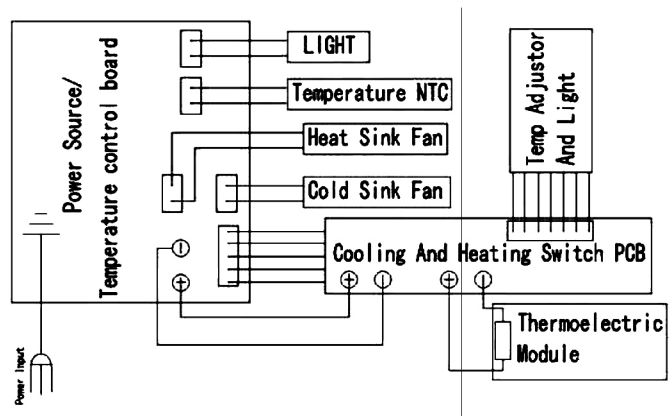 Power Source/
Temperature control board
LIGHT
Temperature NTC
Heat Sink Fan
Cold Sink Fan
Temp Adjustor
And Light
Cooling And Heating Switch PCB
Thermoelectric
Module
Power Input